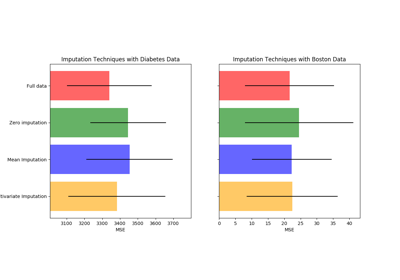 Imputation Techniques with Diabetes Data
Imputation Techniques with Boston Data
Full data
Zero imputation
Mean Imputation
tivariate Imputation
3100 3200 3300 3400 3500 3600 3700
0 5 10 15 20 25 30 35 40
MSE
MSE